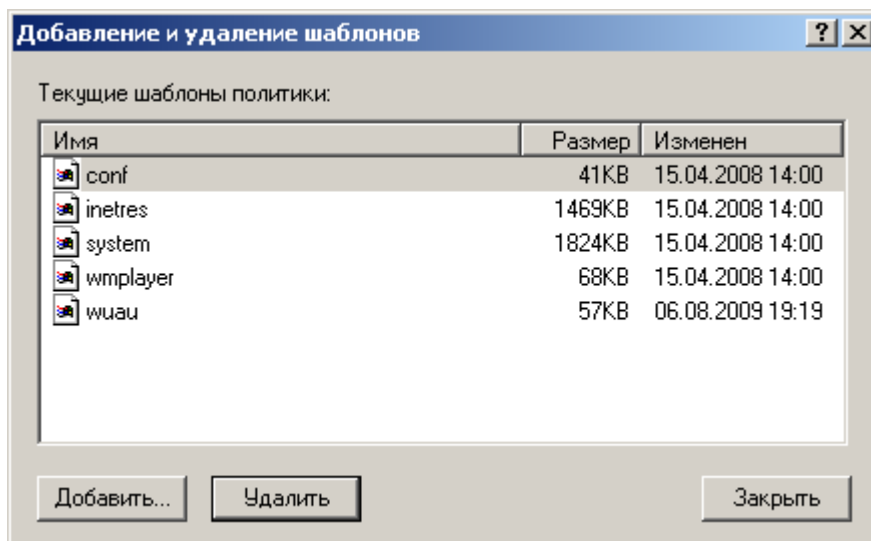 Добавление и удаление шаблонов
Текущие шаблоны политики:
Имя Размер Изменен
conf 41KB 15.04.2008 14:00
inetres 1469KB 15.04.2008 14:00
system 1824KB 15.04.2008 14:00
wmplayer 68KB 15.04.2008 14:00
wuau 57KB 06.08.2009 19:19
Добавить... Удалить Закрыть